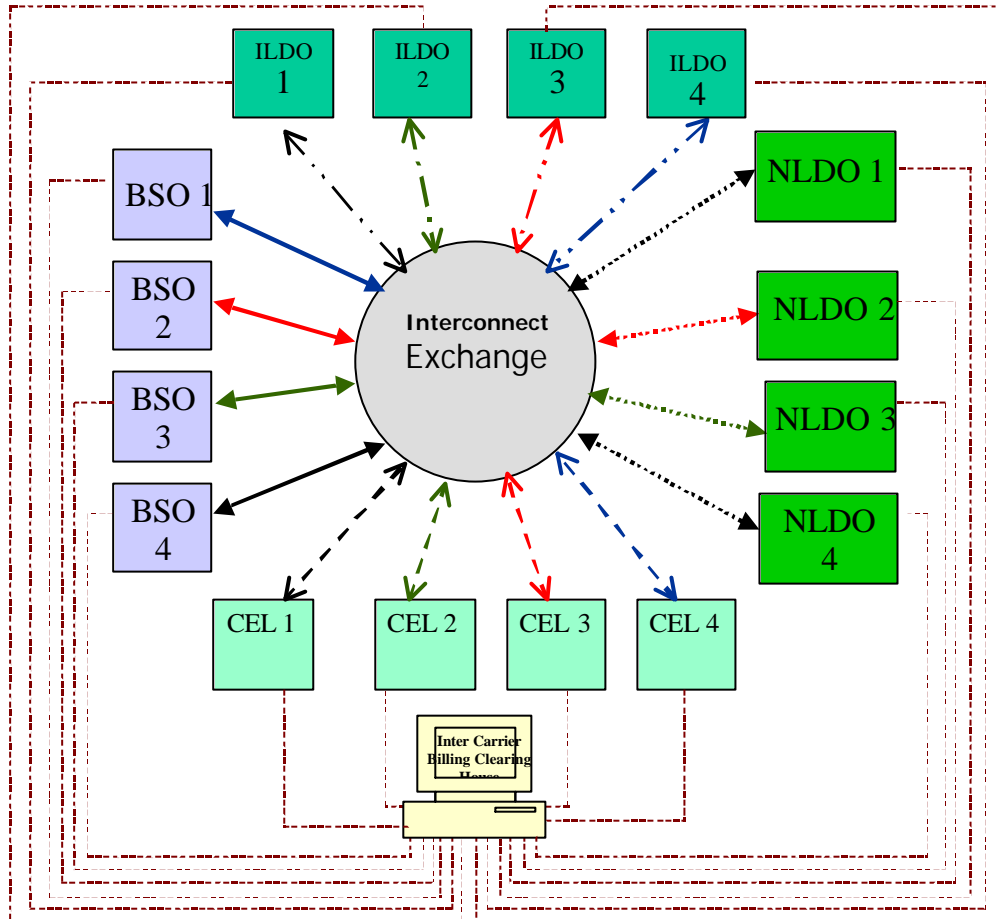 ILDO
1
ILDO
2
ILDO
3
ILDO
4
BSO 1
NLDO 1
BSO
2
Interconnect
Exchange
NLDO 2
BSO
3
NLDO 3
BSO
4
NLDO
4
CEL 1
CEL 2
CEL 3
CEL 4
Inter Carrier
Billing Clearing
House